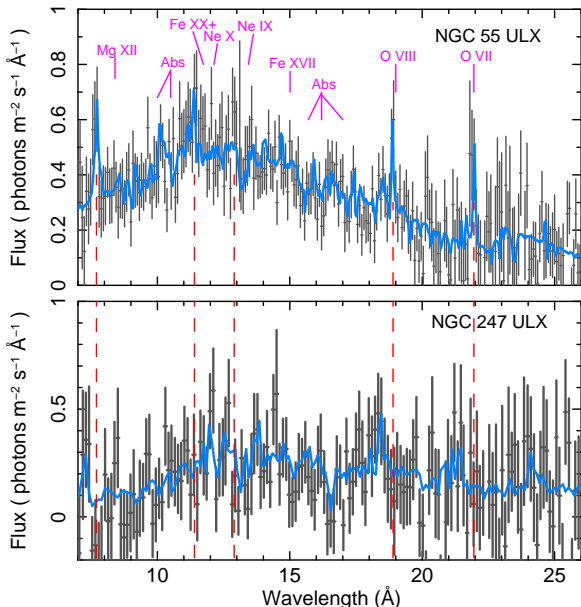 Fe XX+
Ne IX
NGC 55 ULX
Mg XII
Ne X
Abs
Fe XVII
O VIII
O VII
Abs
Flux ( photons m⁻² s⁻¹ Å⁻¹ )
1
0.8
0.6
0.4
0.2
0
NGC 247 ULX
Flux ( photons m⁻² s⁻¹ Å⁻¹ )
1
0.5
0
10 15 20 25
Wavelength (Å)